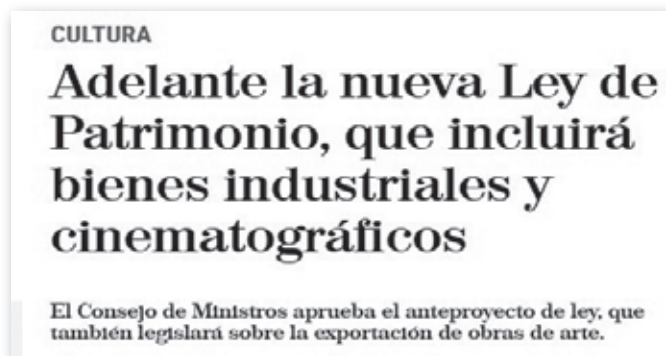 CULTURA
Adelante la nueva Ley de
Patrimonio, que incluirá
bienes industriales y
cinematográficos
El Consejo de Ministros aprueba el anteproyecto de ley, que
también legislará sobre la exportación de obras de arte.